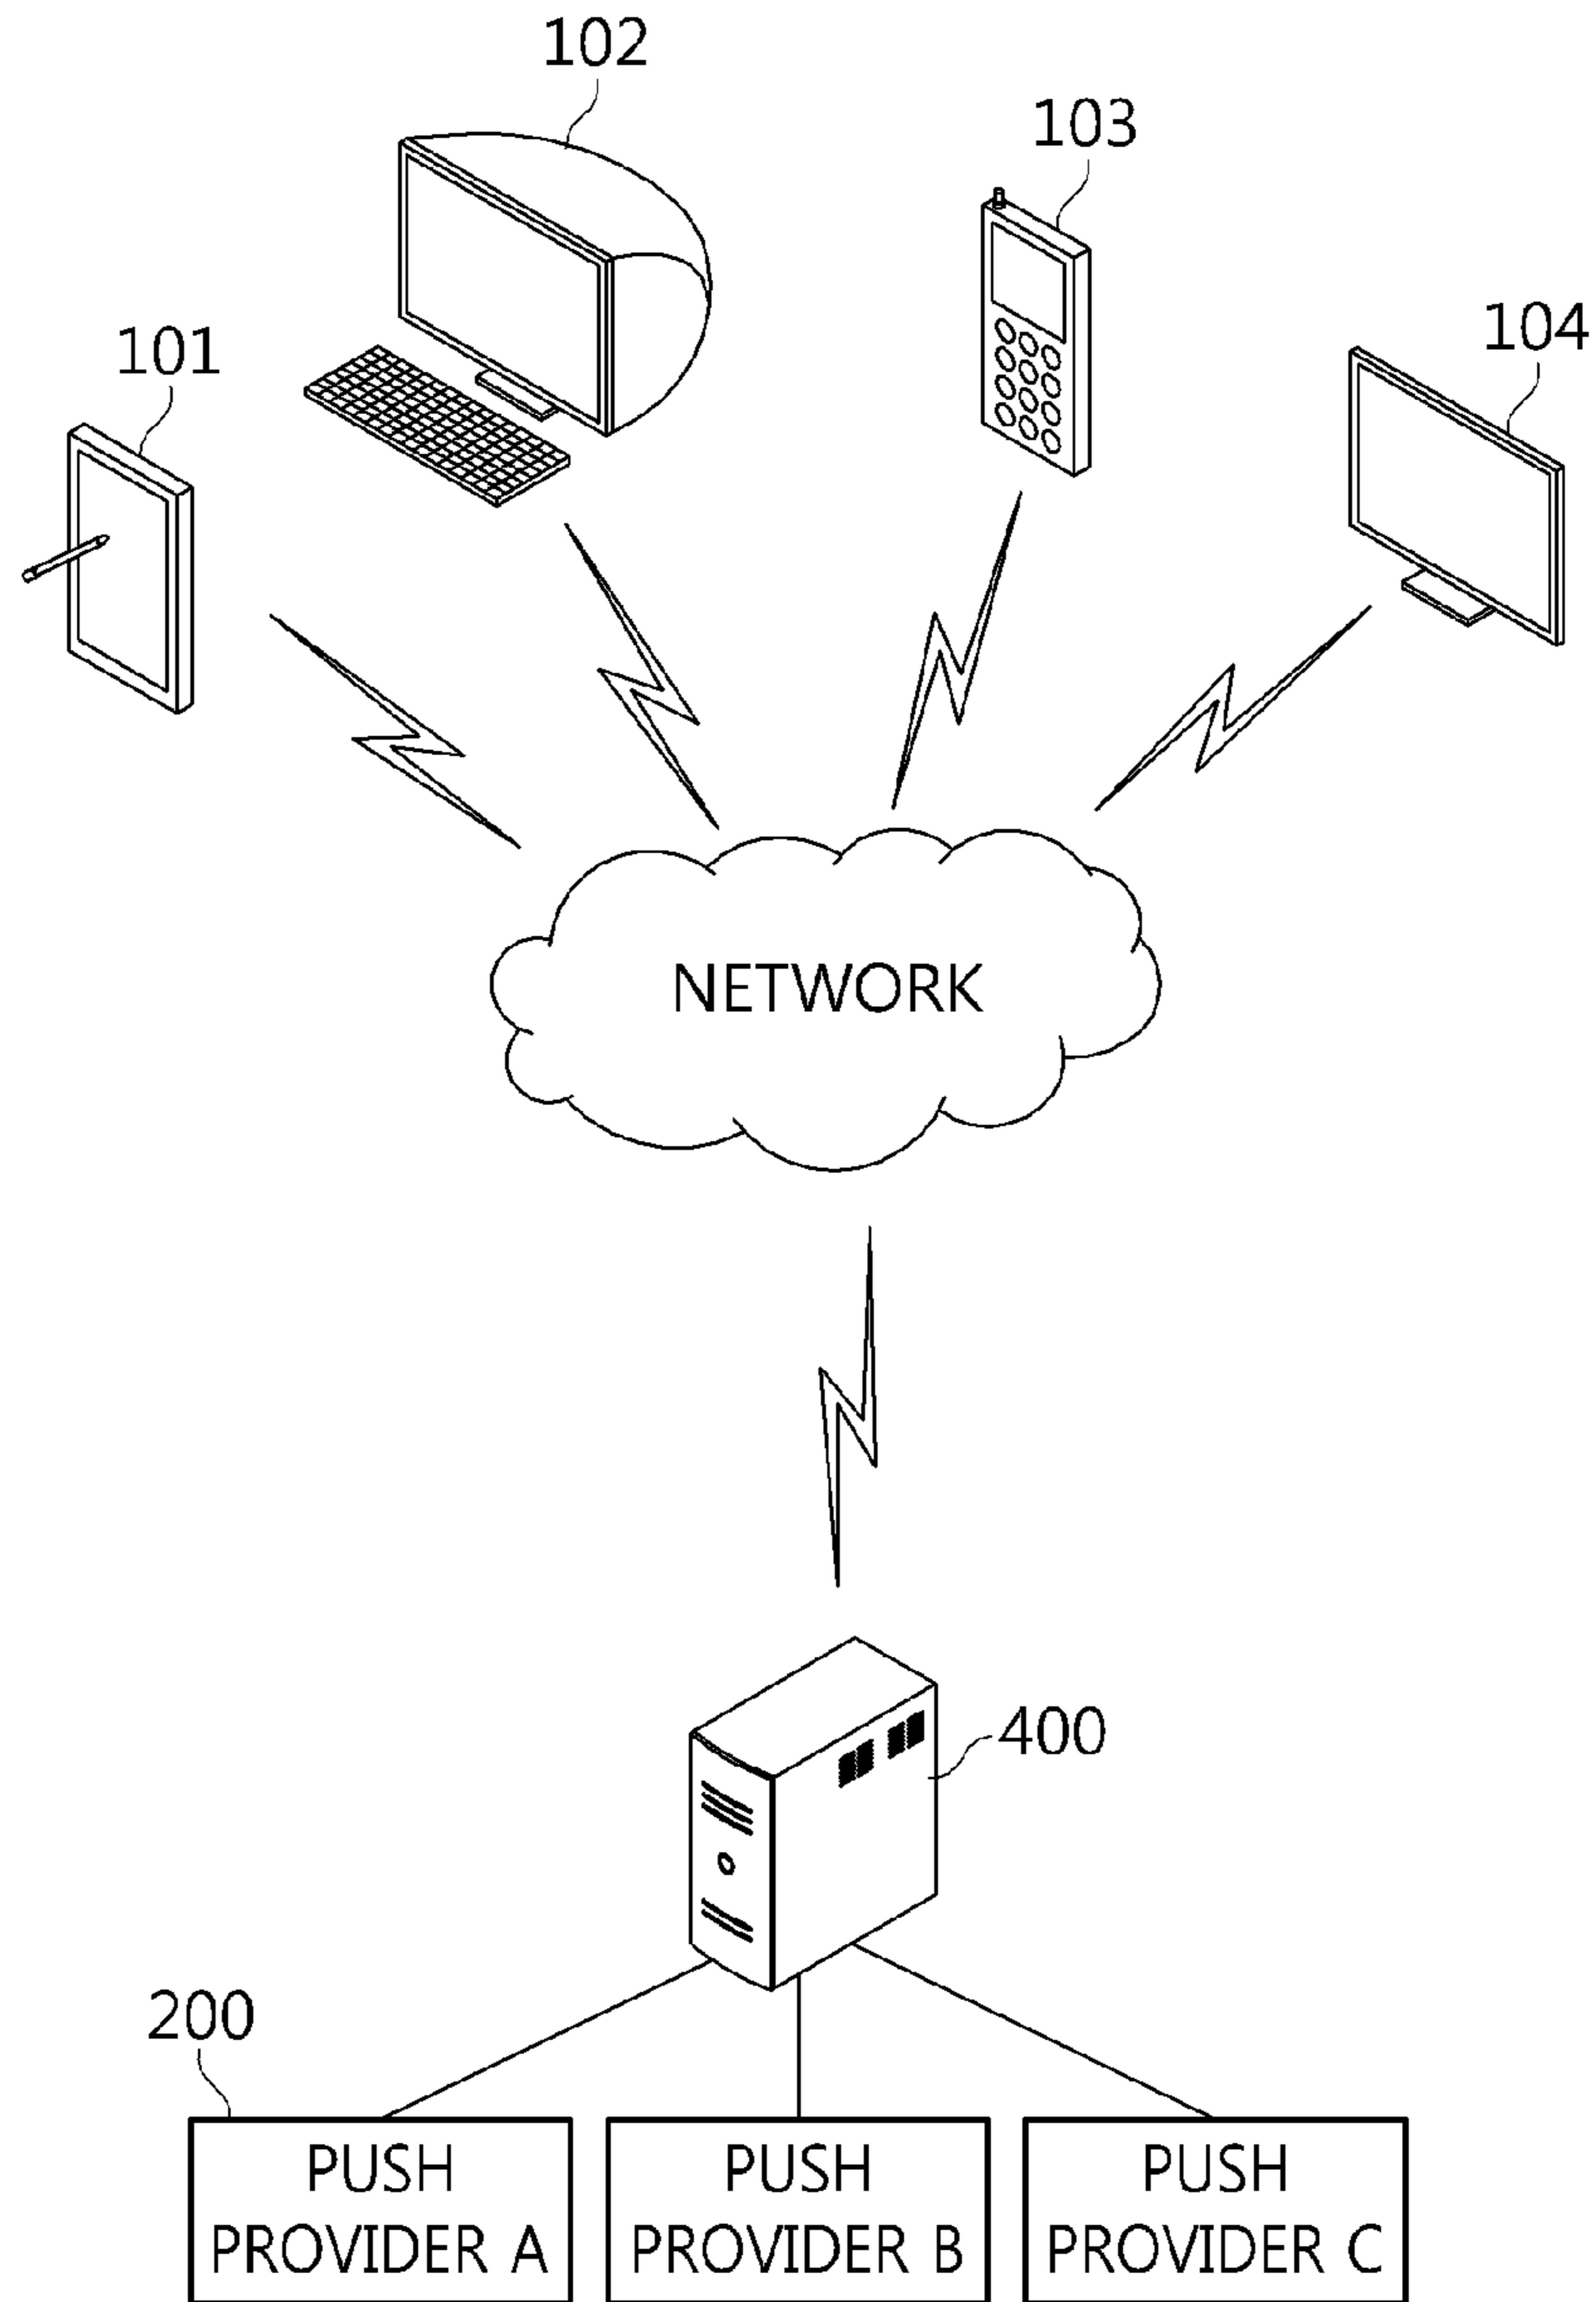 102
103
104
101
NETWORK
400
200
PUSH
PROVIDER A
PUSH
PROVIDER B
PUSH
PROVIDER C